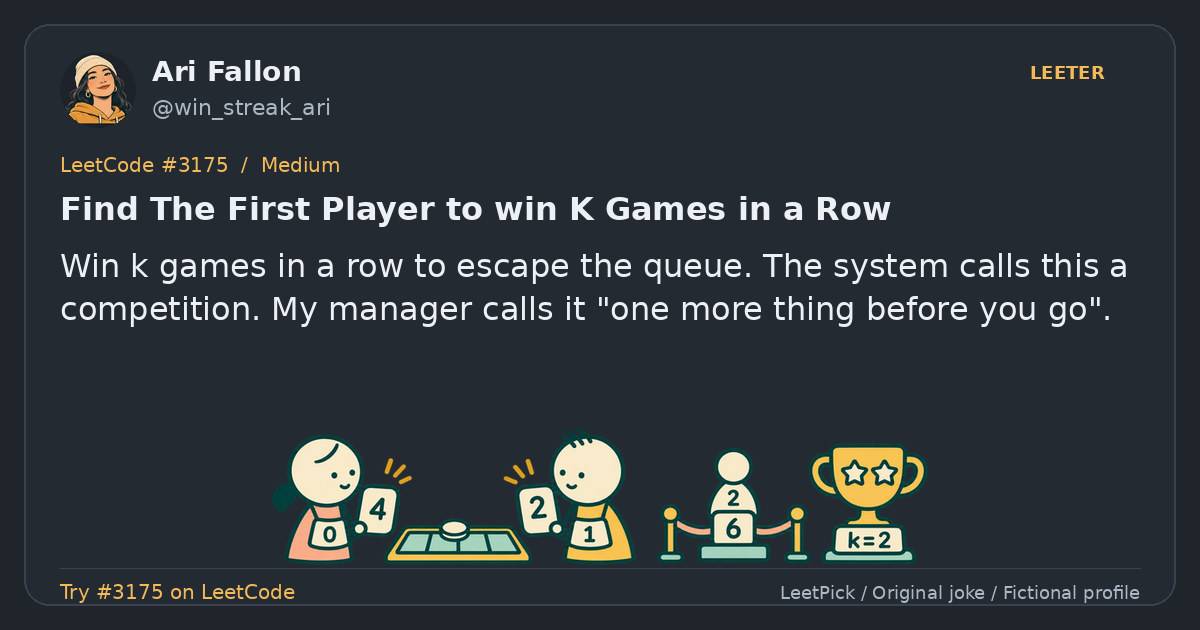 Ari Fallon
@win_streak_ari
LEETER
LeetCode #3175 / Medium
Find The First Player to win K Games in a Row
Win k games in a row to escape the queue. The system calls this a
competition. My manager calls it "one more thing before you go".
4
0
2
1
2
6
k=2
Try #3175 on LeetCode
LeetPick / Original joke / Fictional profile